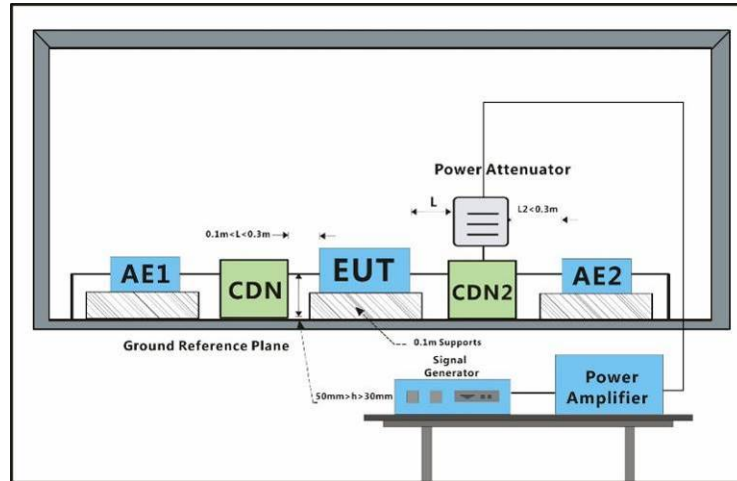 Power Attenuator
L
L2<0.3m
0.1m<L<0.3m
AE1
CDN
EUT
CDN2
AE2
Ground Reference Plane
0.1m Supports
Signal
Generator
50mm>h>30mm
Power
Amplifier